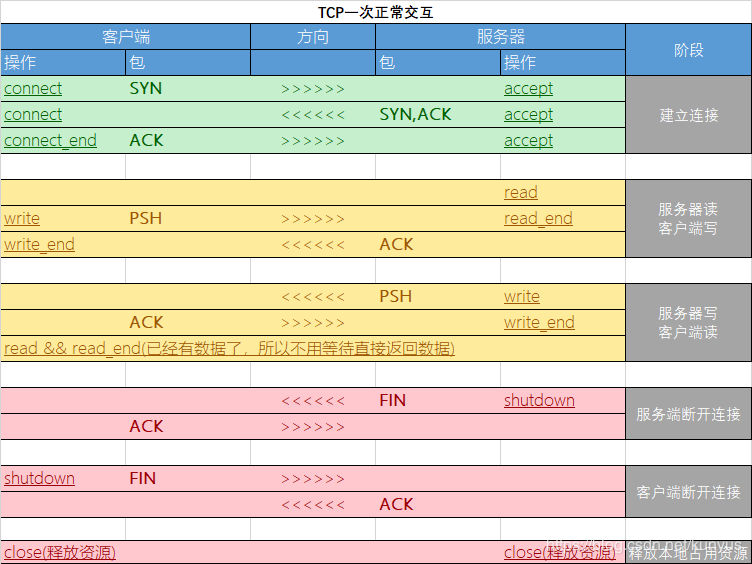 TCP一次正常交互
客户端 方向 服务器 阶段
操作 包 包 操作
connect SYN >>>>>> accept
connect <<<<<< SYN,ACK accept
connect_end ACK >>>>>> accept
建立连接
read
write PSH >>>>>> read_end
write_end <<<<<< ACK
服务器读
客户端写
<<<<<< PSH write
ACK >>>>>> write_end
read && read_end(已经有数据了，所以不用等待直接返回数据)
服务器写
客户端读
<<<<<< FIN shutdown
ACK >>>>>>
服务端断开连接
shutdown FIN >>>>>>
<<<<<< ACK
客户端断开连接
close(释放资源) close(释放资源) 释放本地占用资源
https://blog.csdn.net/kunyus